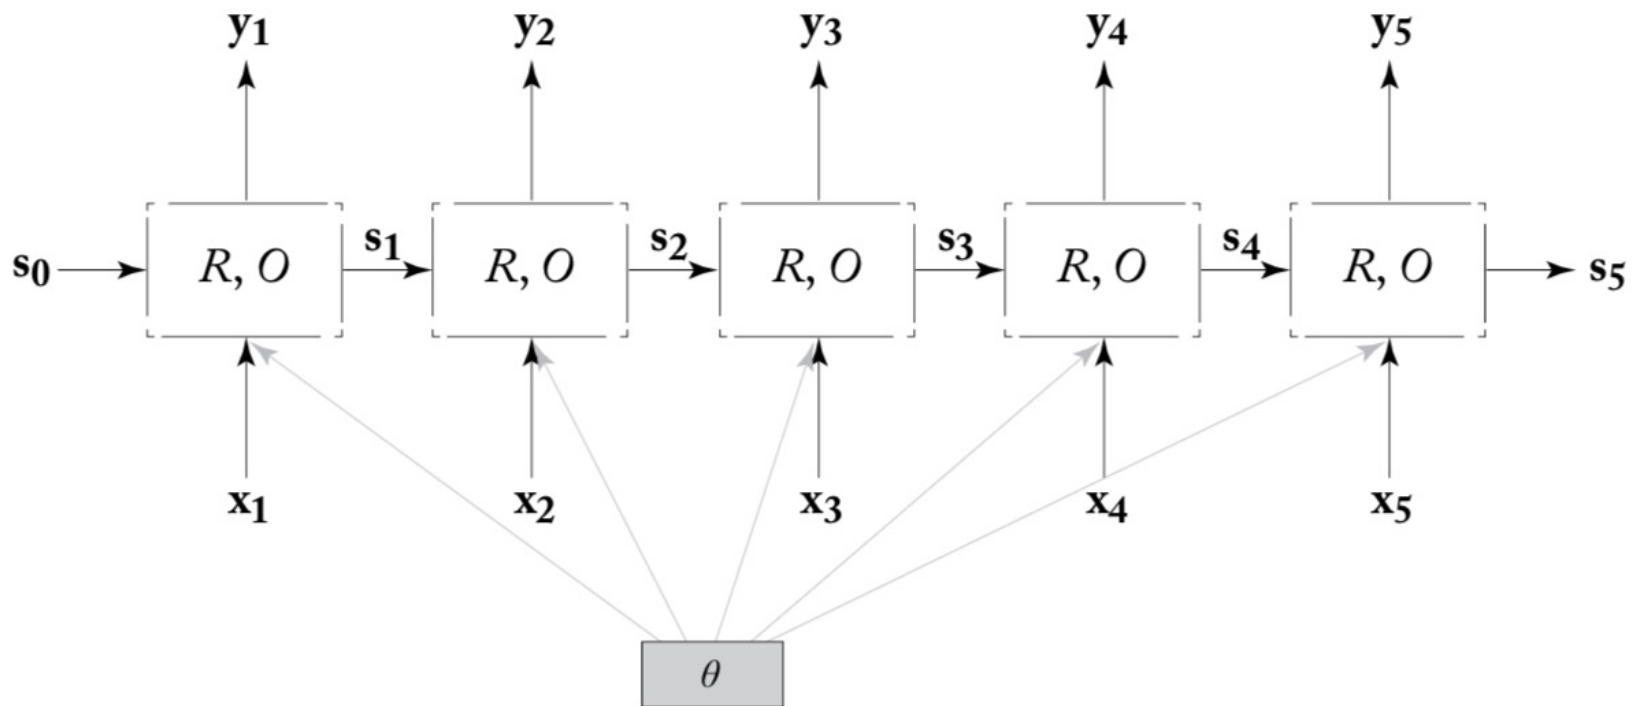 y1 y2 y3 y4 y5
s1 s2 s3 s4
s0 R, O R, O R, O R, O R, O s5
x1 x2 x3 x4 x5
θ